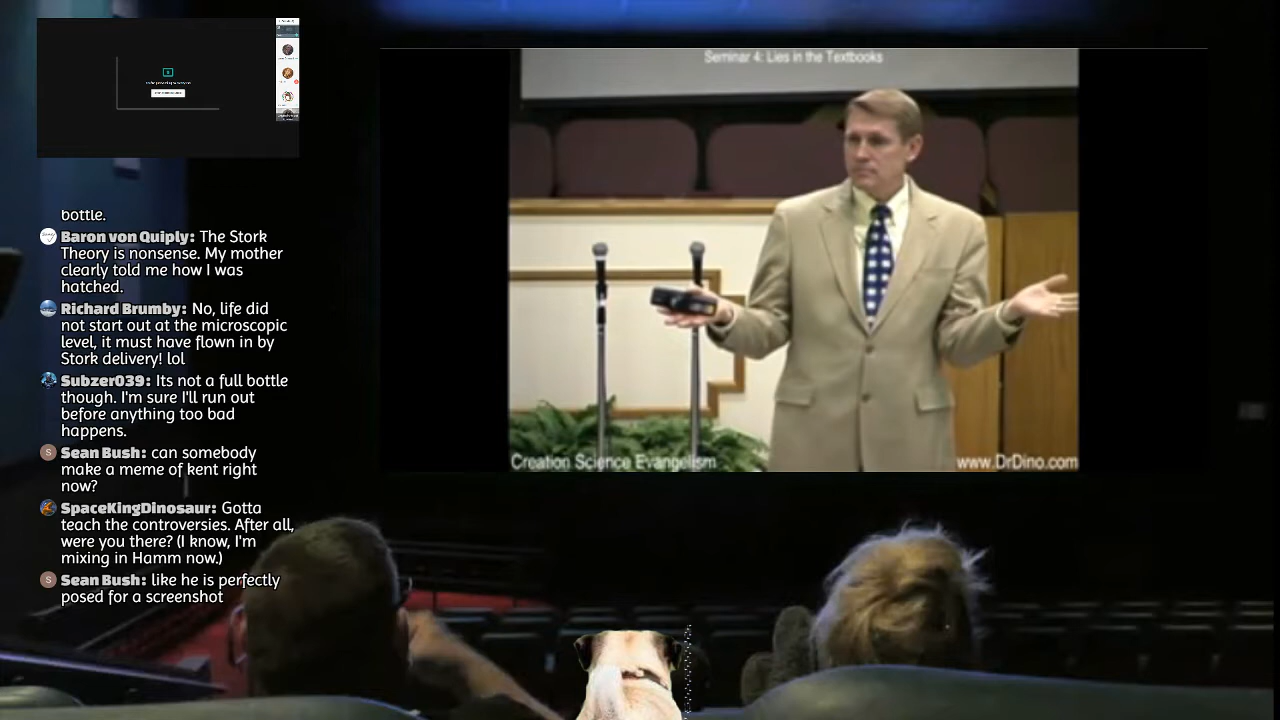 Seminar 4: Lies in the Textbooks
bottle.
Baron von Quiply: The Stork
Theory is nonsense. My mother
clearly told me how I was
hatched.
Richard Brumby: No, life did
not start out at the microscopic
level, it must have flown in by
Stork delivery! lol
Subzer039: Its not a full bottle
though. I'm sure I'll run out
before anything too bad
happens.
S Sean Bush: can somebody
make a meme of kent right
now?
SpaceKingDinosaur: Gotta
teach the controversies. After all,
were you there? (I know, I'm
mixing in Hamm now.)
S Sean Bush: like he is perfectly
posed for a screenshot
Creation Science Evangelism
www.DrDino.com